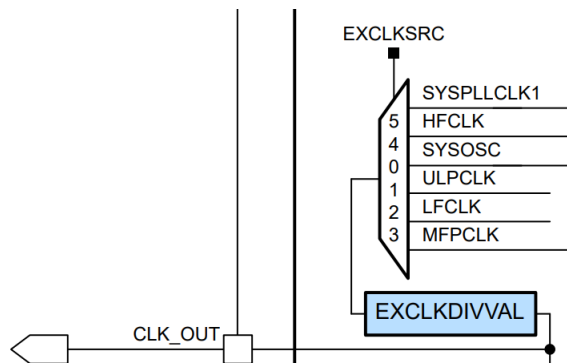 EXCLKSRC
SYSPLLCLK1
5
HFCLK
4
SYSOSC
0
ULPCLK
1
LFCLK
2
MFPCLK
3
EXCLKDIVVAL
CLK_OUT